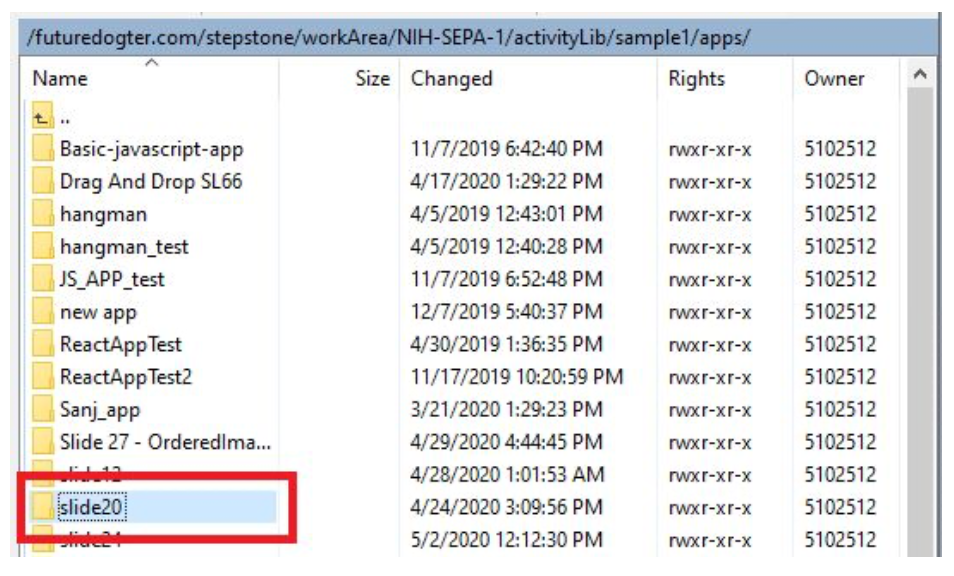 /futuredogter.com/stepstone/workArea/NIH-SEPA-1/activityLib/sample1/apps/
Name Size Changed Rights Owner
..
Basic-javascript-app 11/7/2019 6:42:40 PM rwxr-xr-x 5102512
Drag And Drop SL66 4/17/2020 1:29:22 PM rwxr-xr-x 5102512
hangman 4/5/2019 12:43:01 PM rwxr-xr-x 5102512
hangman_test 4/5/2019 12:40:28 PM rwxr-xr-x 5102512
JS_APP_test 11/7/2019 6:52:48 PM rwxr-xr-x 5102512
new app 12/7/2019 5:40:37 PM rwxr-xr-x 5102512
ReactAppTest 4/30/2019 1:36:35 PM rwxr-xr-x 5102512
ReactAppTest2 11/17/2019 10:20:59 PM rwxr-xr-x 5102512
Sanj_app 3/21/2020 1:29:23 PM rwxr-xr-x 5102512
Slide 27 - OrderedIma... 4/29/2020 4:44:45 PM rwxr-xr-x 5102512
4/28/2020 1:01:53 AM rwxr-xr-x 5102512
slide20 4/24/2020 3:09:56 PM rwxr-xr-x 5102512
5/2/2020 12:12:30 PM rwxr-xr-x 5102512